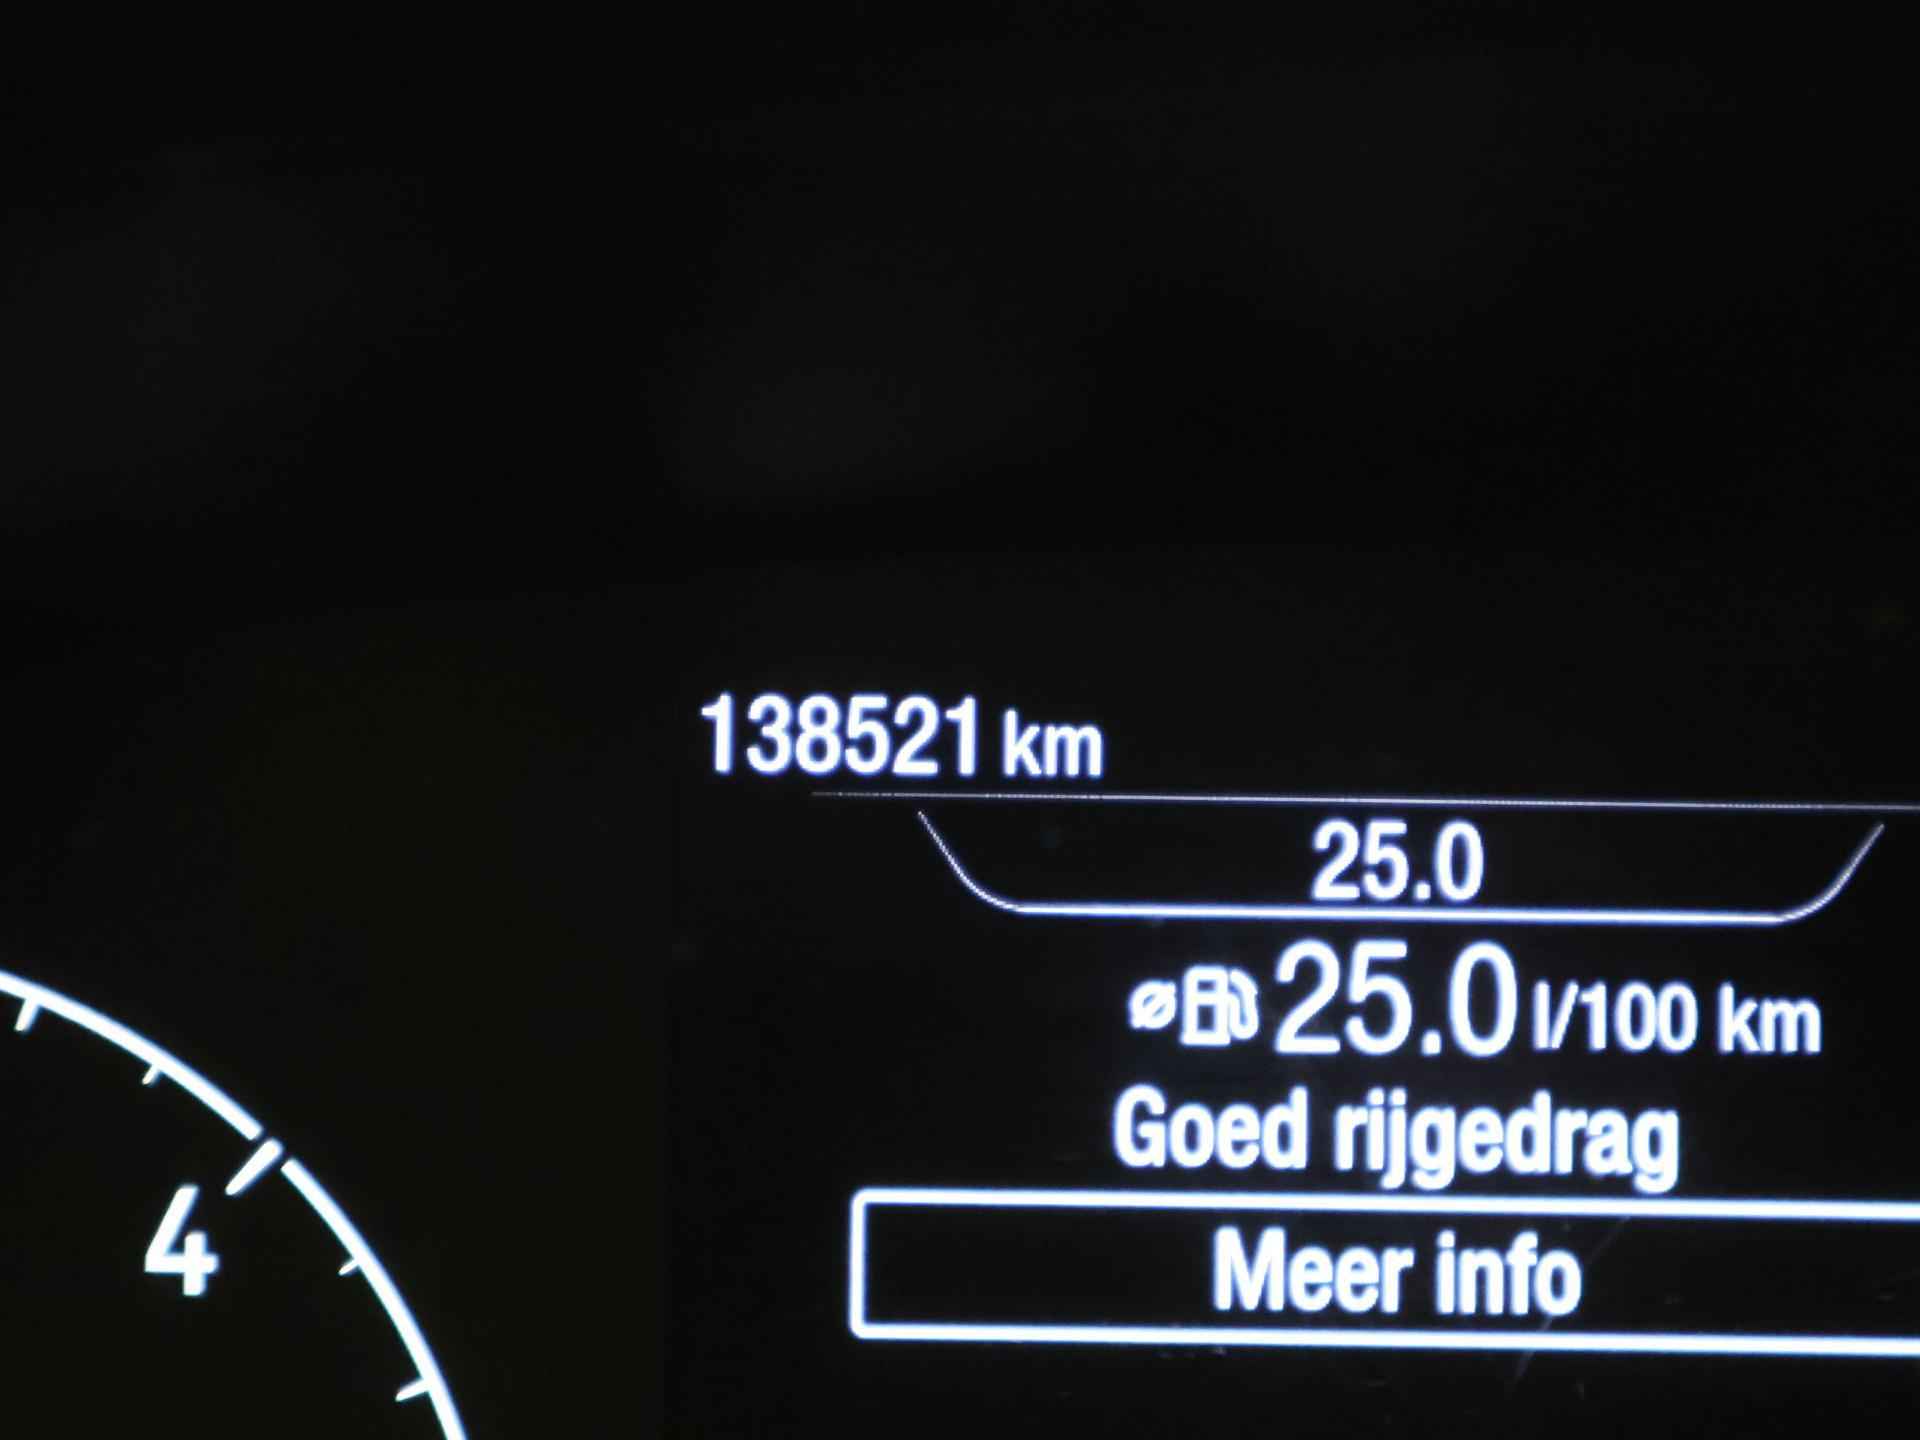 138521 km
25.0
⌀ 25.0 l/100 km
Goed rijgedrag
4
Meer info